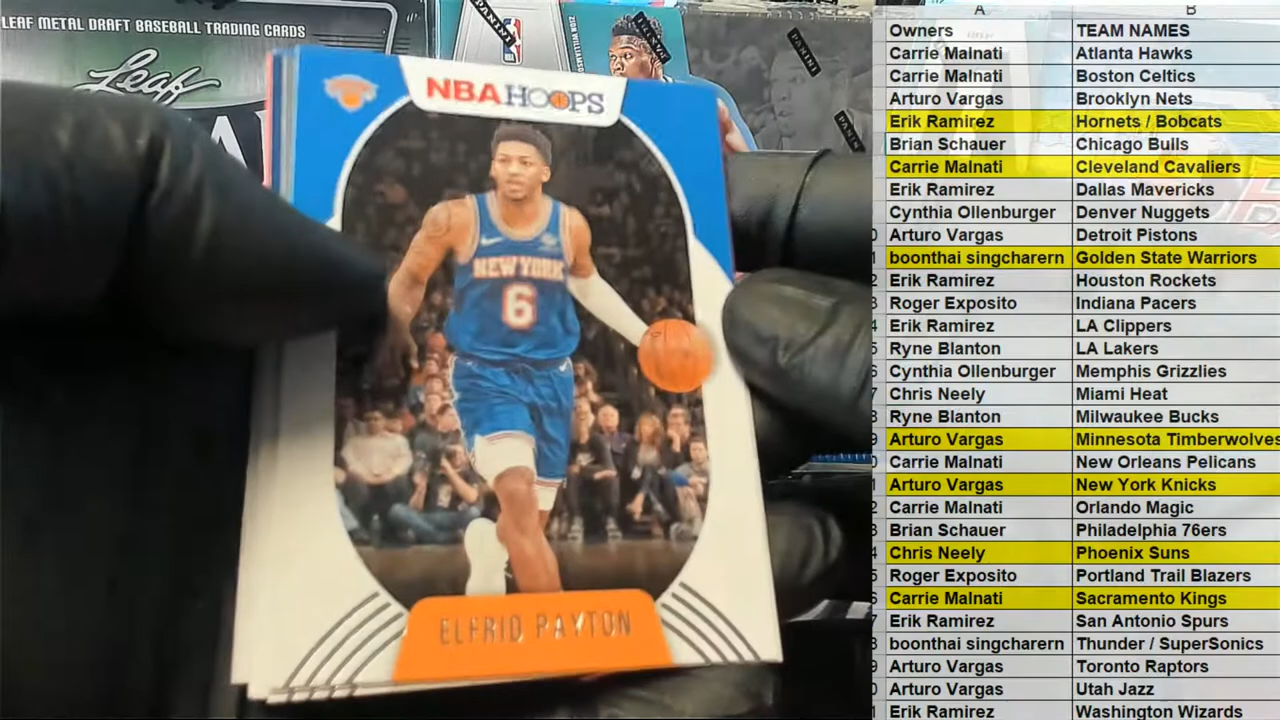 LEAF METAL DRAFT BASEBALL TRADING CARDS
Leaf
PANINI
NBA
PANINI
PANINI
PANINI
NBA HOOPS
NEW YORK
6
ELFRID PAYTON
A B
Owners TEAM NAMES
Carrie Malnati Atlanta Hawks
Carrie Malnati Boston Celtics
Arturo Vargas Brooklyn Nets
Erik Ramirez Hornets / Bobcats
Brian Schauer Chicago Bulls
Carrie Malnati Cleveland Cavaliers
Erik Ramirez Dallas Mavericks
Cynthia Ollenburger Denver Nuggets
Arturo Vargas Detroit Pistons
boonthai singcharern Golden State Warriors
Erik Ramirez Houston Rockets
Roger Exposito Indiana Pacers
Erik Ramirez LA Clippers
Ryne Blanton LA Lakers
Cynthia Ollenburger Memphis Grizzlies
Chris Neely Miami Heat
Ryne Blanton Milwaukee Bucks
Arturo Vargas Minnesota Timberwolves
Carrie Malnati New Orleans Pelicans
Arturo Vargas New York Knicks
Carrie Malnati Orlando Magic
Brian Schauer Philadelphia 76ers
Chris Neely Phoenix Suns
Roger Exposito Portland Trail Blazers
Carrie Malnati Sacramento Kings
Erik Ramirez San Antonio Spurs
boonthai singcharern Thunder / SuperSonics
Arturo Vargas Toronto Raptors
Arturo Vargas Utah Jazz
Erik Ramirez Washington Wizards